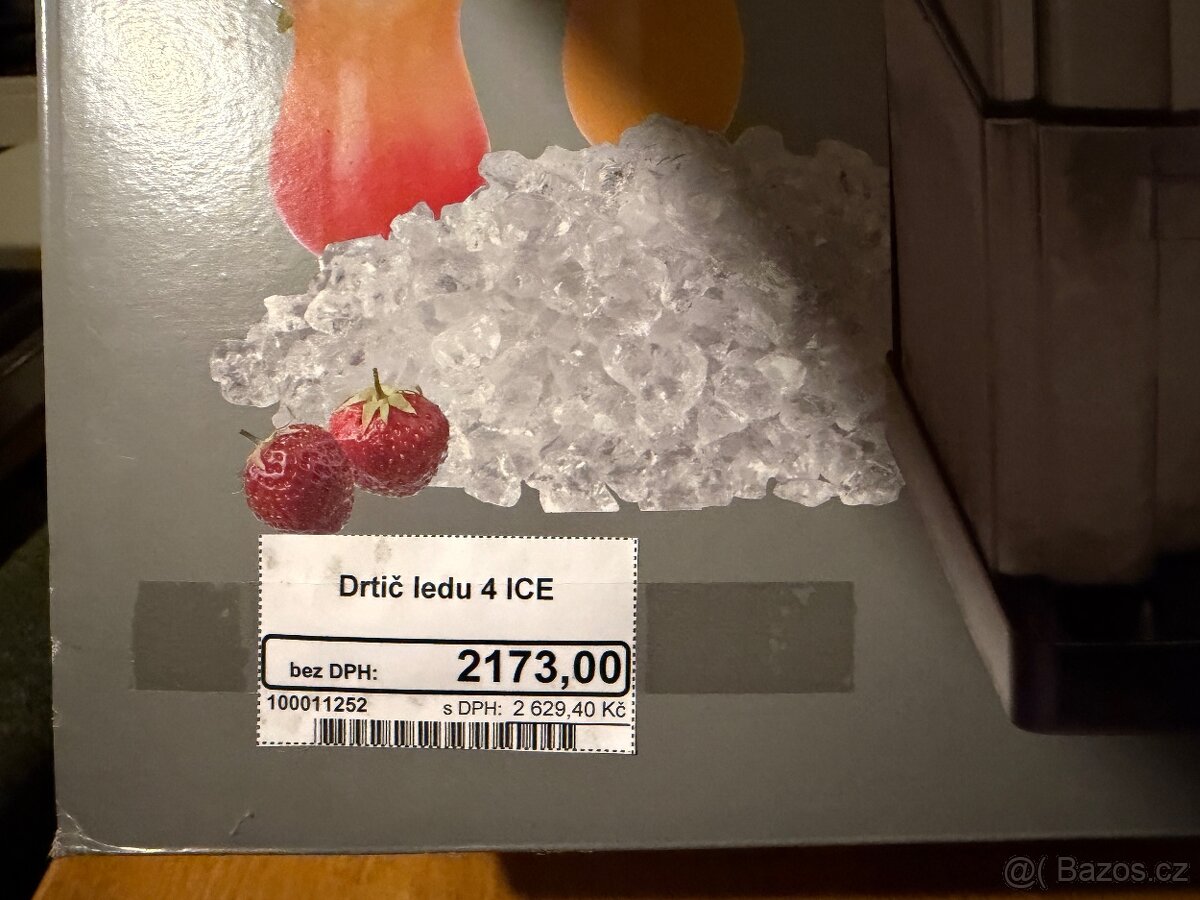 Drtič ledu 4 ICE
bez DPH: 2173,00
100011252 s DPH: 2 629,40 Kč
@( Bazos.cz